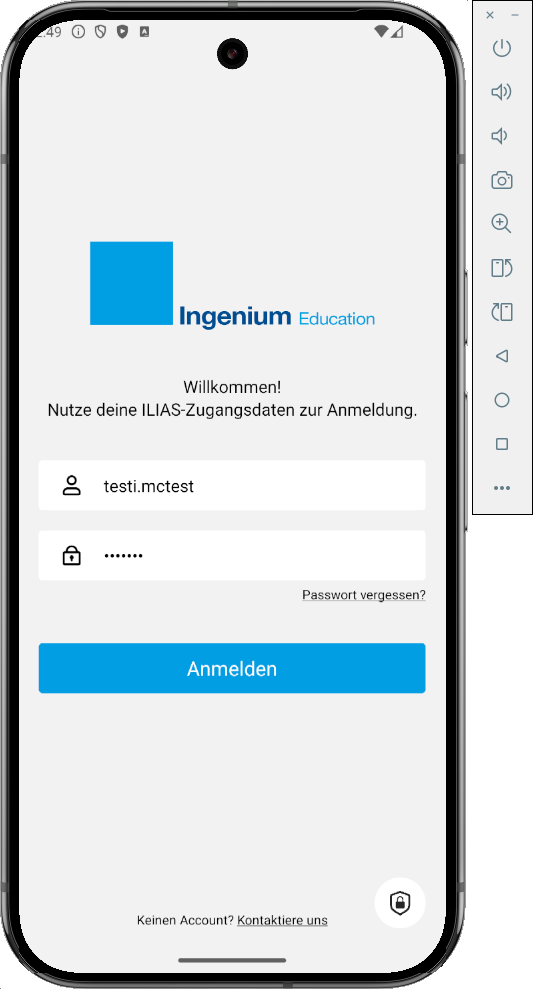 :49
Ingenium Education
Willkommen!
Nutze deine ILIAS-Zugangsdaten zur Anmeldung.
testi.mctest
•••••••
Passwort vergessen?
Anmelden
Keinen Account? Kontaktiere uns